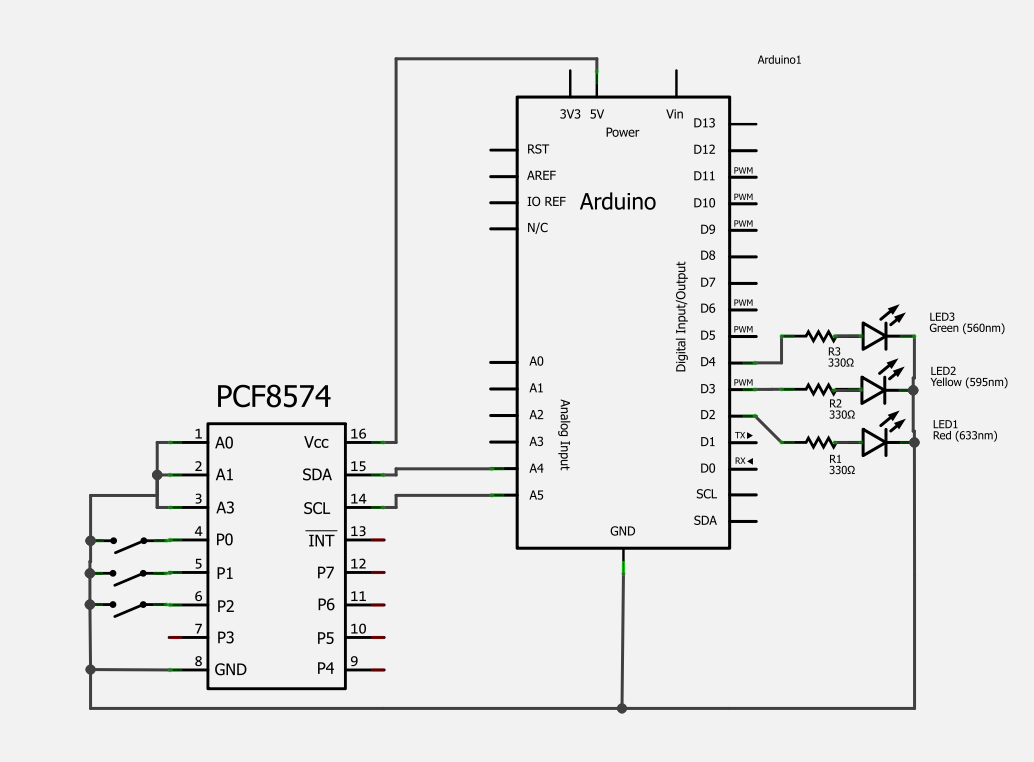 Arduino1
3V3 5V Vin
Power
Arduino
RST
AREF
IO REF
N/C
A0
A1
A2
A3
A4
A5
Analog Input
D13
D12
D11 PWM
D10 PWM
D9 PWM
D8
D7
D6 PWM
D5 PWM
D4
D3 PWM
D2
D1 TX
D0 RX
SCL
SDA
Digital Input/Output
GND
LED3
Green (560nm)
R3
330Ω
LED2
Yellow (595nm)
R2
330Ω
LED1
Red (633nm)
R1
330Ω
PCF8574
1 A0
2 A1
3 A3
4 P0
5 P1
6 P2
7 P3
8 GND
Vcc 16
SDA 15
SCL 14
INT 13
P7 12
P6 11
P5 10
P4 9